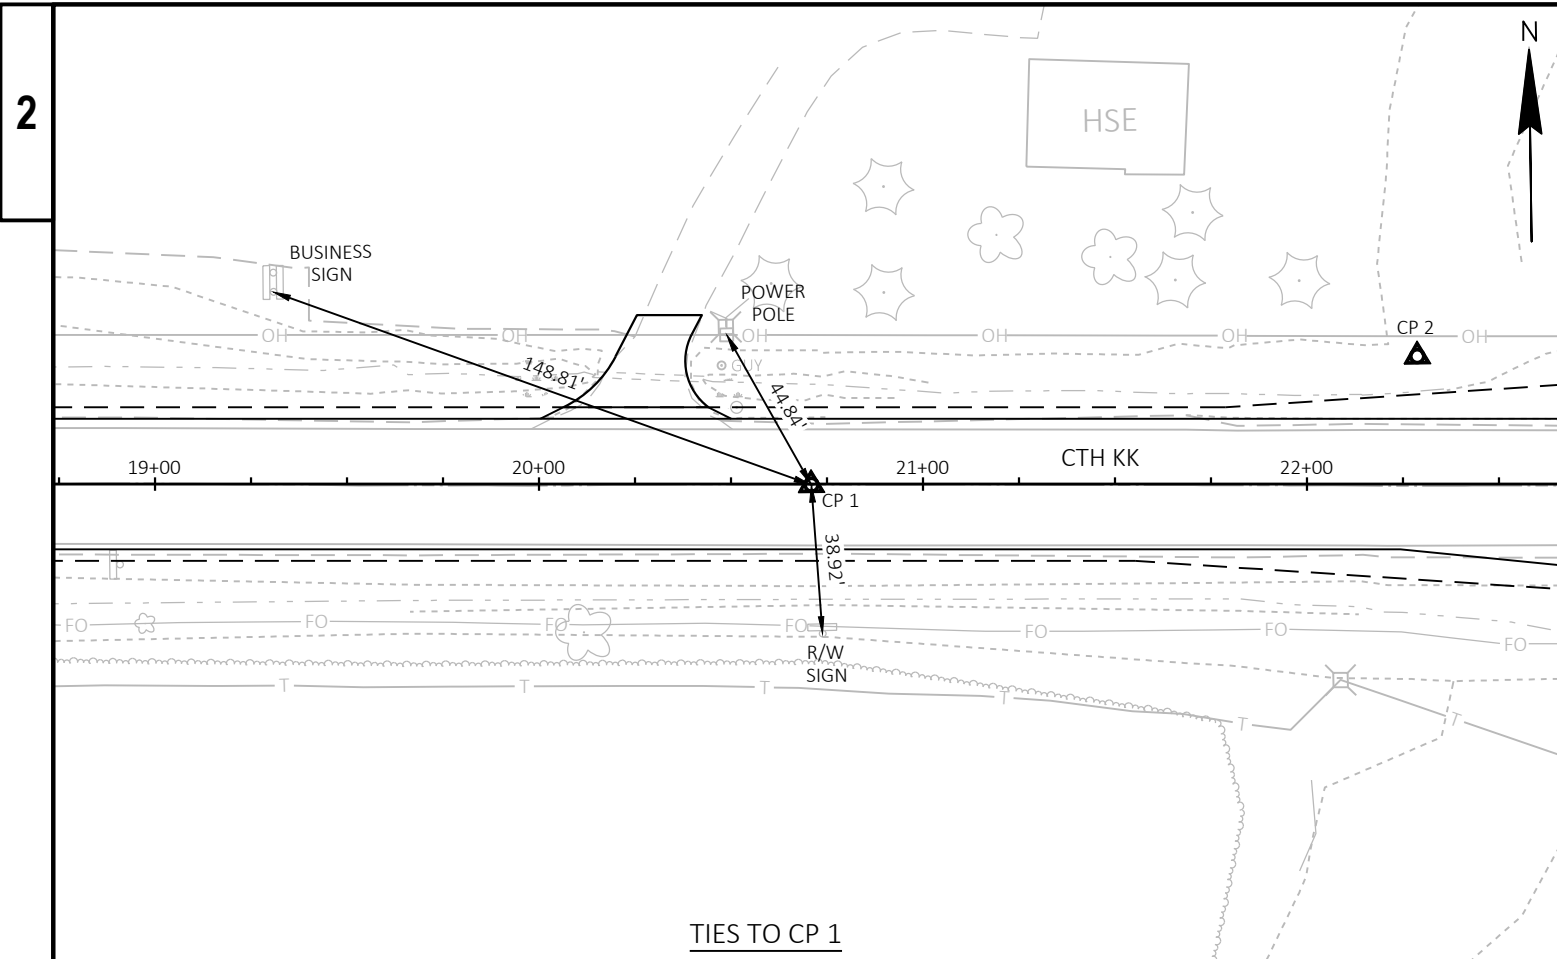 2
N
HSE
BUSINESS
SIGN
POWER
POLE
OH
OH
OH
OH
OH
OH
CP 2
GUY
148.81'
44.84'
19+00
20+00
21+00
22+00
CTH KK
CP 1
38.92'
FO
FO
FO
FO
FO
FO
FO
R/W
SIGN
T
T
T
T
T
T
TIES TO CP 1